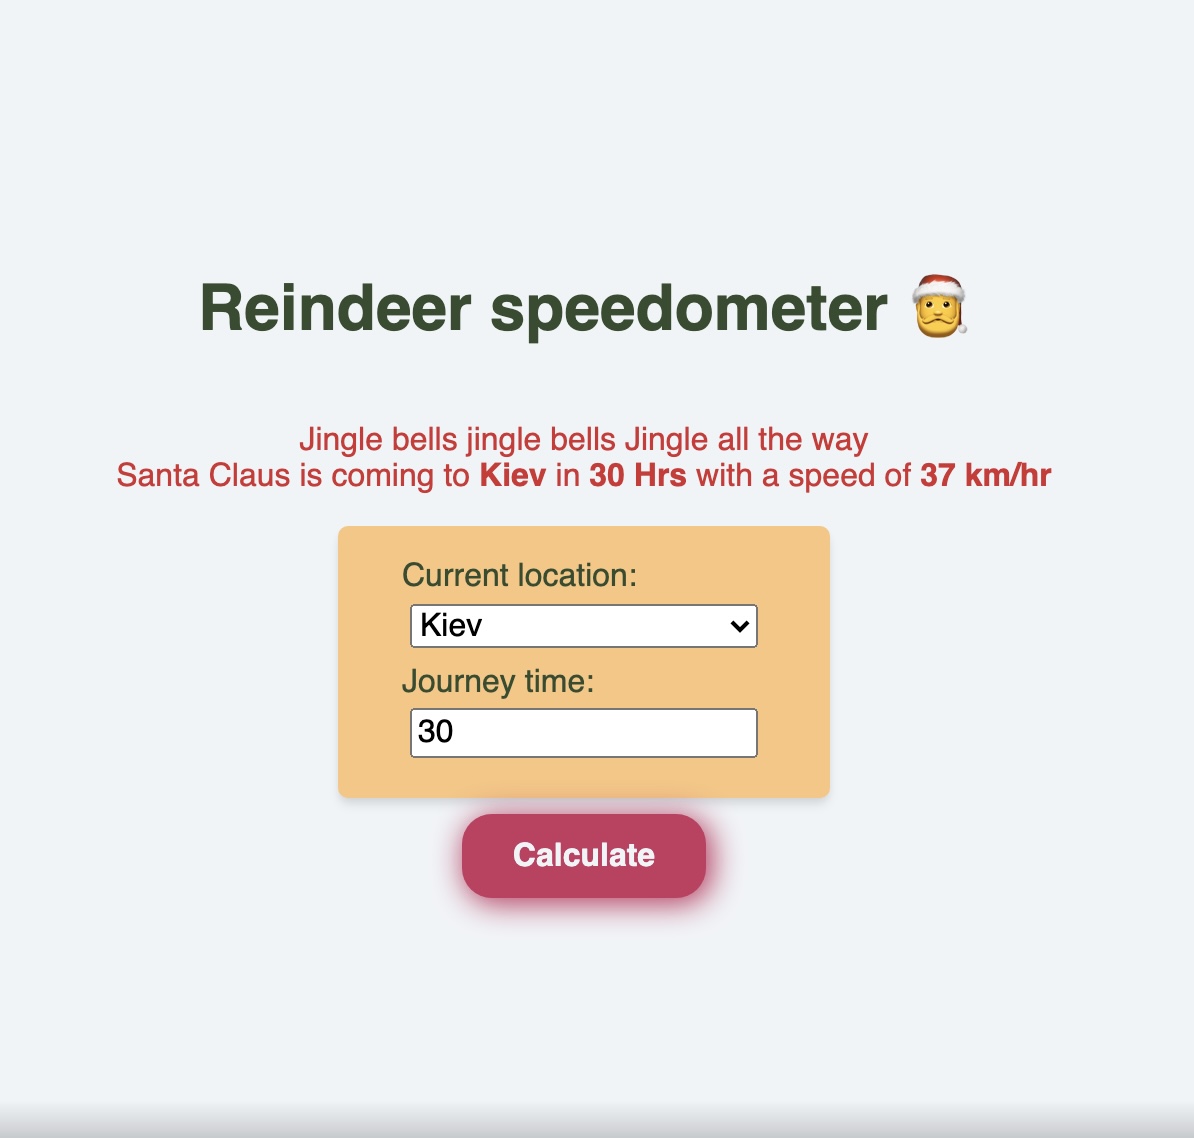 Reindeer speedometer 🎅
Jingle bells jingle bells Jingle all the way
Santa Claus is coming to Kiev in 30 Hrs with a speed of 37 km/hr
Current location:
Kiev
Journey time:
30
Calculate